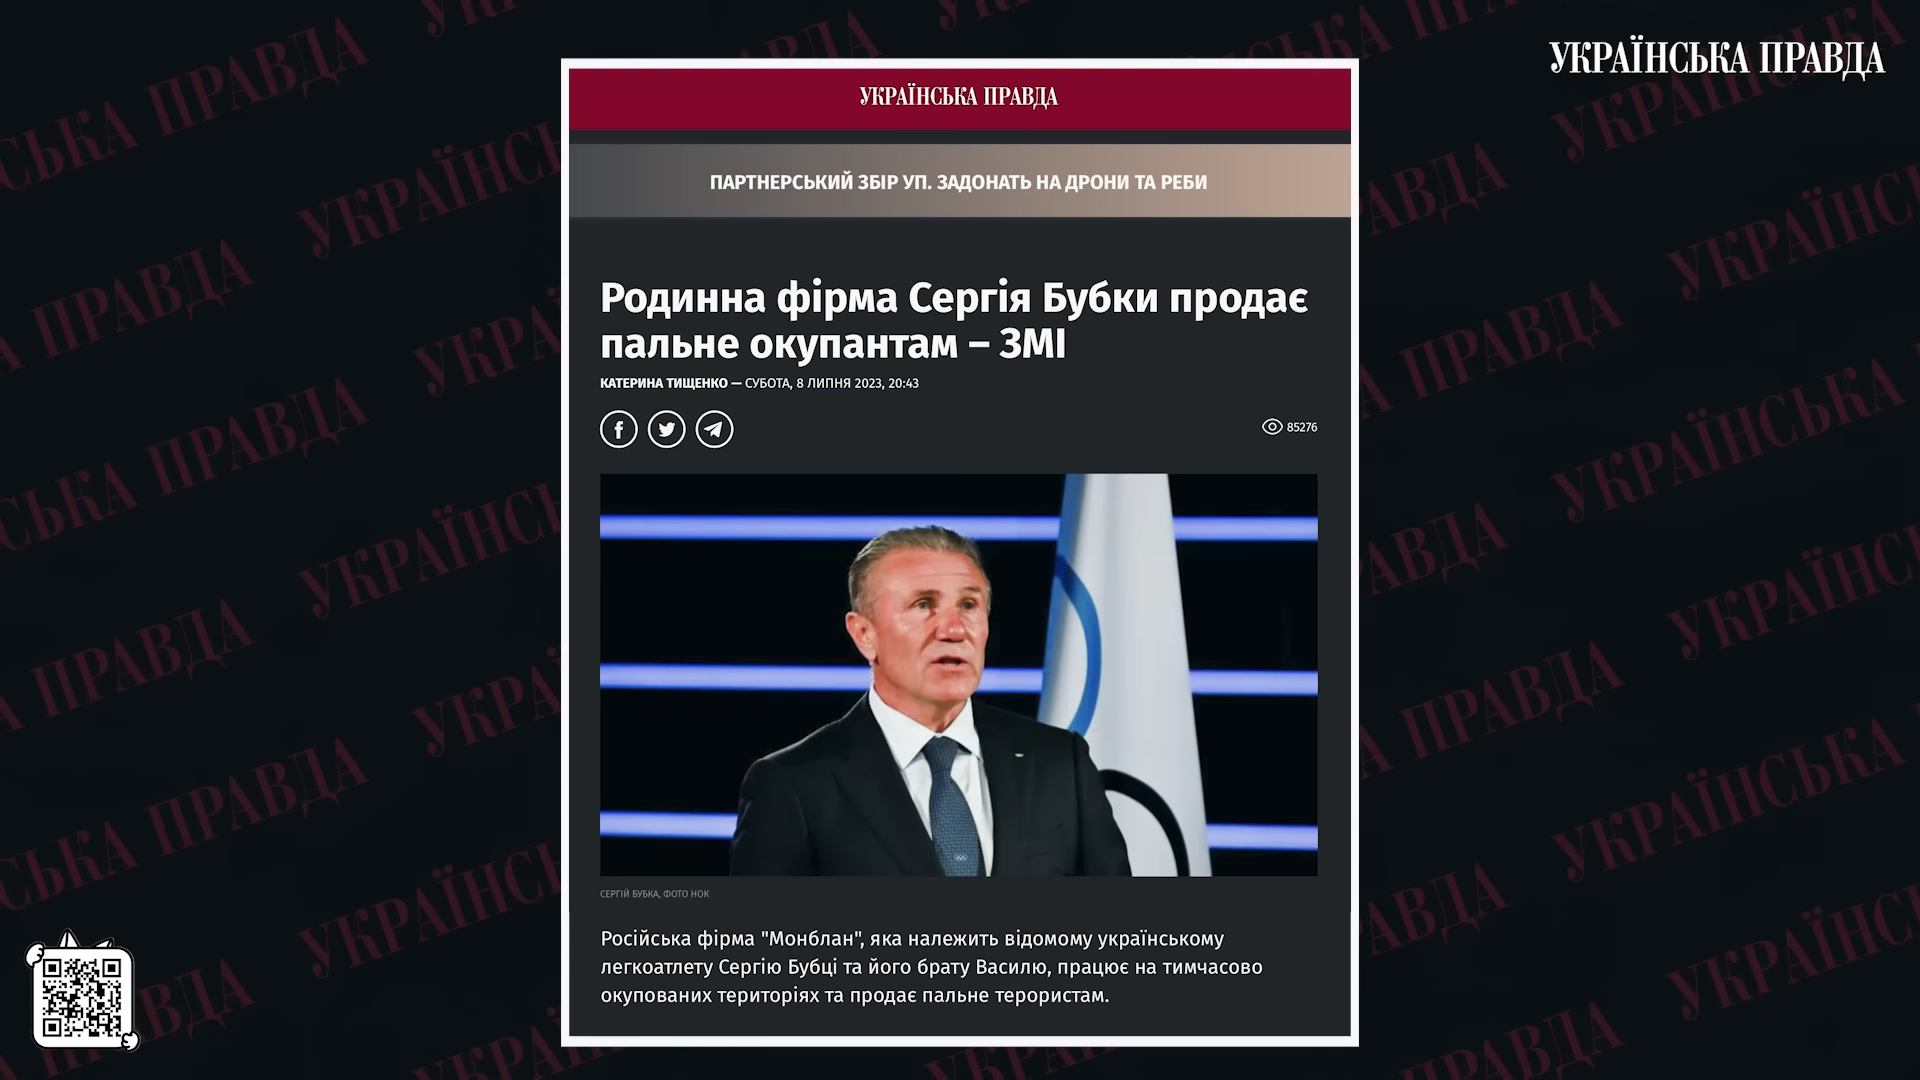 УКРАЇНСЬКА ПРАВДА
УКРАЇНСЬКА ПРАВДА
ПАРТНЕРСЬКИЙ ЗБІР УП. ЗАДОНАТЬ НА ДРОНИ ТА РЕБИ
Родинна фірма Сергія Бубки продає
пальне окупантам – ЗМІ
КАТЕРИНА ТИЩЕНКО — СУБОТА, 8 ЛИПНЯ 2023, 20:43
85276
СЕРГІЙ БУБКА, ФОТО НОК
Російська фірма "Монблан", яка належить відомому українському
легкоатлету Сергію Бубці та його брату Василю, працює на тимчасово
окупованих територіях та продає пальне терористам.